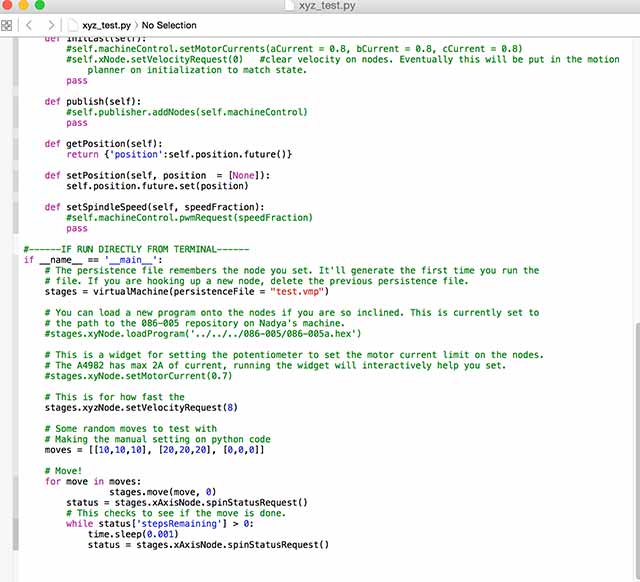 xyz_test.py
xyz_test.py 〉 No Selection
def initLast(self):
#self.machineControl.setMotorCurrents(aCurrent = 0.8, bCurrent = 0.8, cCurrent = 0.8)
#self.xNode.setVelocityRequest(0)   #clear velocity on nodes. Eventually this will be put in the motion
planner on initialization to match state.
pass
def publish(self):
#self.publisher.addNodes(self.machineControl)
pass
def getPosition(self):
return {'position':self.position.future()}
def setPosition(self, position  = [None]):
self.position.future.set(position)
def setSpindleSpeed(self, speedFraction):
#self.machineControl.pwmRequest(speedFraction)
pass
#------IF RUN DIRECTLY FROM TERMINAL------
if __name__ == '__main__':
# The persistence file remembers the node you set. It'll generate the first time you run the
# file. If you are hooking up a new node, delete the previous persistence file.
stages = virtualMachine(persistenceFile = "test.vmp")
# You can load a new program onto the nodes if you are so inclined. This is currently set to
# the path to the 086-005 repository on Nadya's machine.
#stages.xyNode.loadProgram('../../../086-005/086-005a.hex')
# This is a widget for setting the potentiometer to set the motor current limit on the nodes.
# The A4982 has max 2A of current, running the widget will interactively help you set.
#stages.xyNode.setMotorCurrent(0.7)
# This is for how fast the
stages.xyzNode.setVelocityRequest(8)
# Some random moves to test with
# Making the manual setting on python code
moves = [[10,10,10], [20,20,20], [0,0,0]]
# Move!
for move in moves:
stages.move(move, 0)
status = stages.xAxisNode.spinStatusRequest()
# This checks to see if the move is done.
while status['stepsRemaining'] > 0:
time.sleep(0.001)
status = stages.xAxisNode.spinStatusRequest()